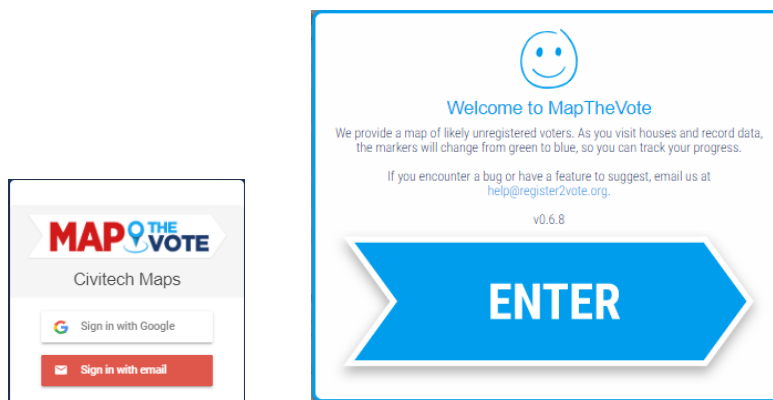 MAP THE VOTE
Civitech Maps
Sign in with Google
Sign in with email
Welcome to MapTheVote
We provide a map of likely unregistered voters. As you visit houses and record data,
the markers will change from green to blue, so you can track your progress.
If you encounter a bug or have a feature to suggest, email us at
help@register2vote.org.
v0.6.8
ENTER